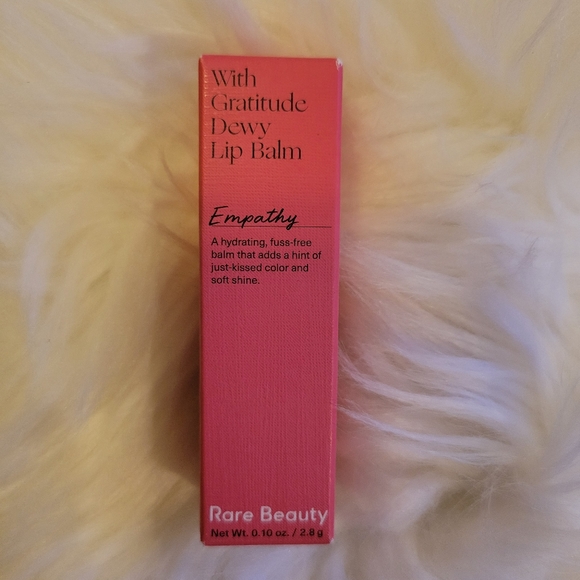 With
Gratitude
Dewy
Lip Balm
Empathy
A hydrating, fuss-free
balm that adds a hint of
just-kissed color and
soft shine.
Rare Beauty
Net Wt. 0.10 oz. / 2.8 g